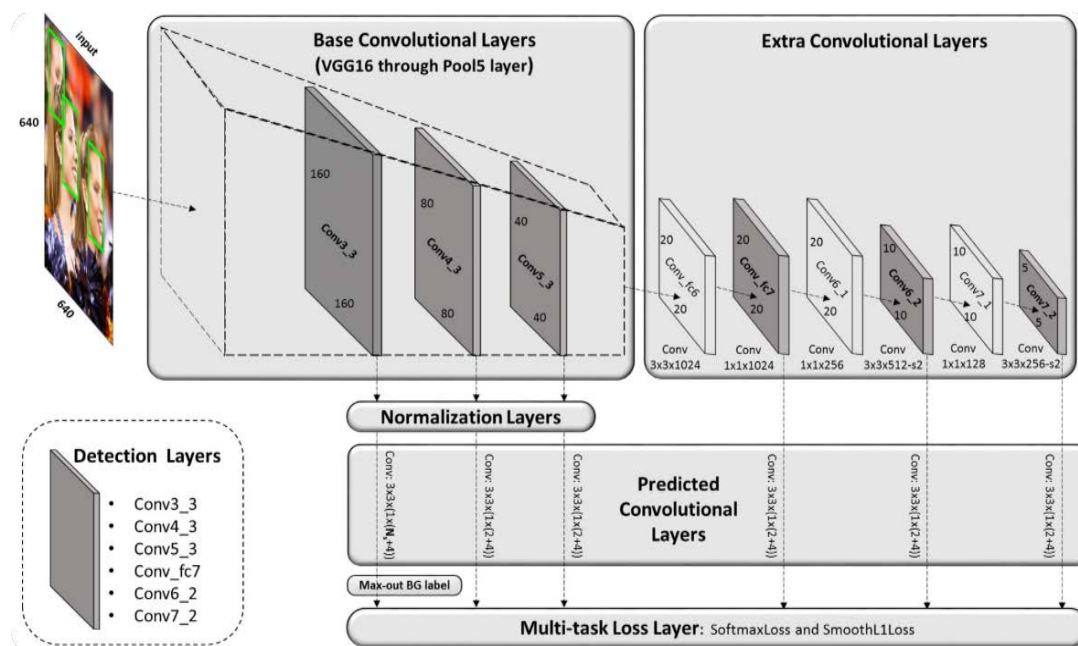 input
640
640
Base Convolutional Layers
(VGG16 through Pool5 layer)
160
Conv3_3
160
80
Conv4_3
80
40
Conv5_3
40
Extra Convolutional Layers
20
Conv_fc6
20
20
Conv_fc7
20
20
Conv6_1
20
10
Conv6_2
10
10
Conv7_1
10
5
Conv7_2
5
Conv
3x3x1024
Conv
1x1x1024
Conv
1x1x256
Conv
3x3x512-s2
Conv
1x1x128
Conv
3x3x256-s2
Normalization Layers
Detection Layers
• Conv3_3
• Conv4_3
• Conv5_3
• Conv_fc7
• Conv6_2
• Conv7_2
Conv: 3x3x(1x(Ns+4))
Conv: 3x3x(1x(2+4))
Conv: 3x3x(1x(2+4))
Predicted
Convolutional
Layers
Conv: 3x3x(1x(2+4))
Conv: 3x3x(1x(2+4))
Conv: 3x3x(1x(2+4))
Max-out BG label
Multi-task Loss Layer: SoftmaxLoss and SmoothL1Loss